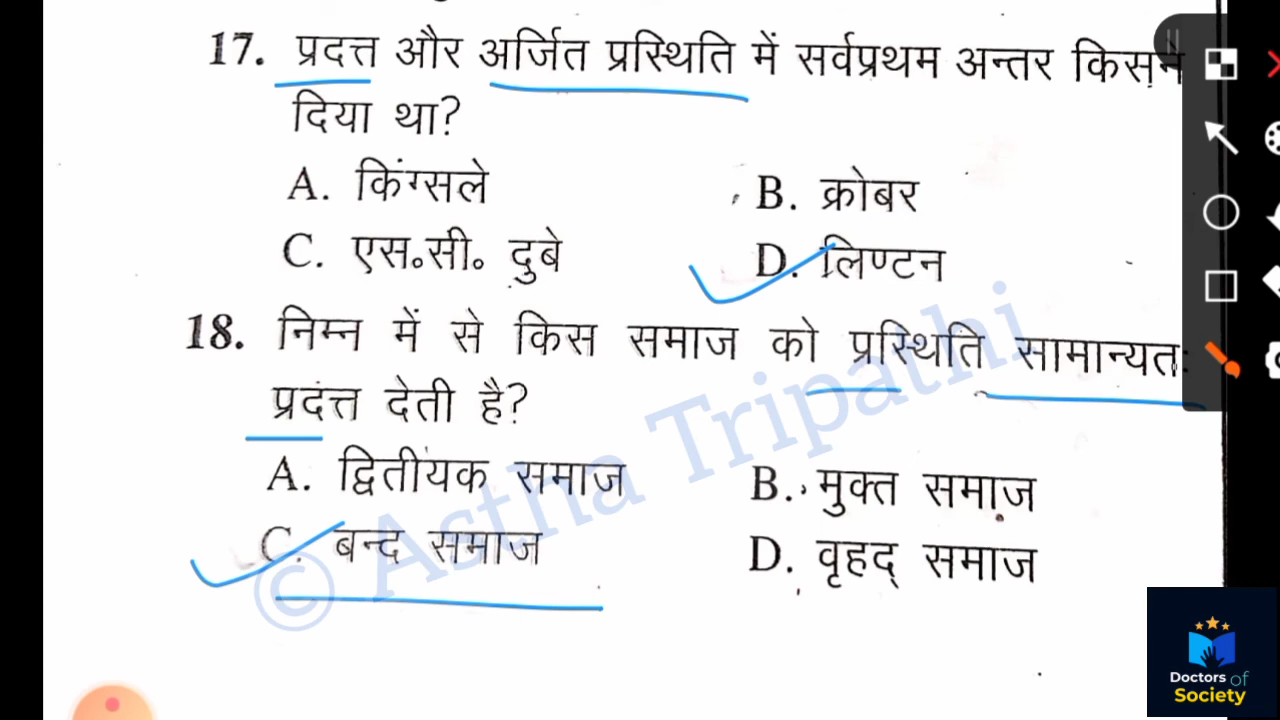 17. प्रदत्त और अर्जित प्रस्थिति में सर्वप्रथम अन्तर किसने
दिया था?
A. किंग्सले
B. क्रोबर
C. एस॰सी॰ दुबे
D. लिण्टन
18. निम्न में से किस समाज को प्रस्थिति सामान्यतः
प्रदत्त देती है?
A. द्वितीयक समाज
B. मुक्त समाज
C. बन्द समाज
D. वृहद् समाज
© Astha Tripathi
Doctors of
Society